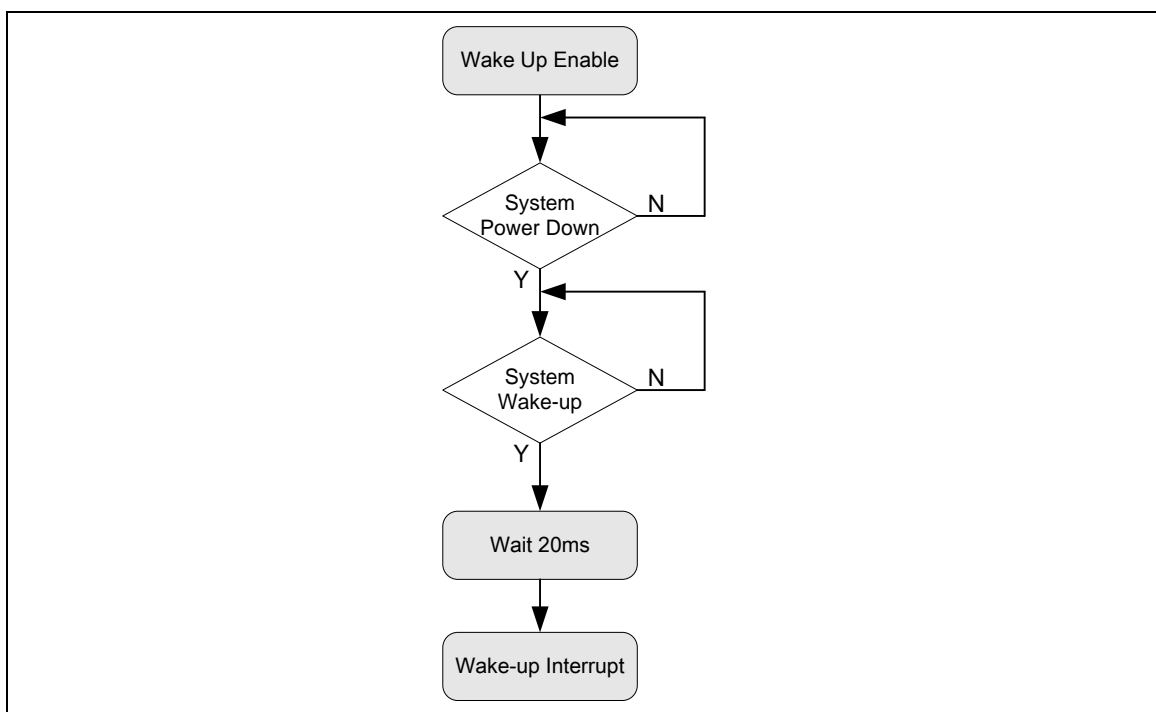 Wake Up Enable
System
Power Down
N
Y
System
Wake-up
N
Y
Wait 20ms
Wake-up Interrupt